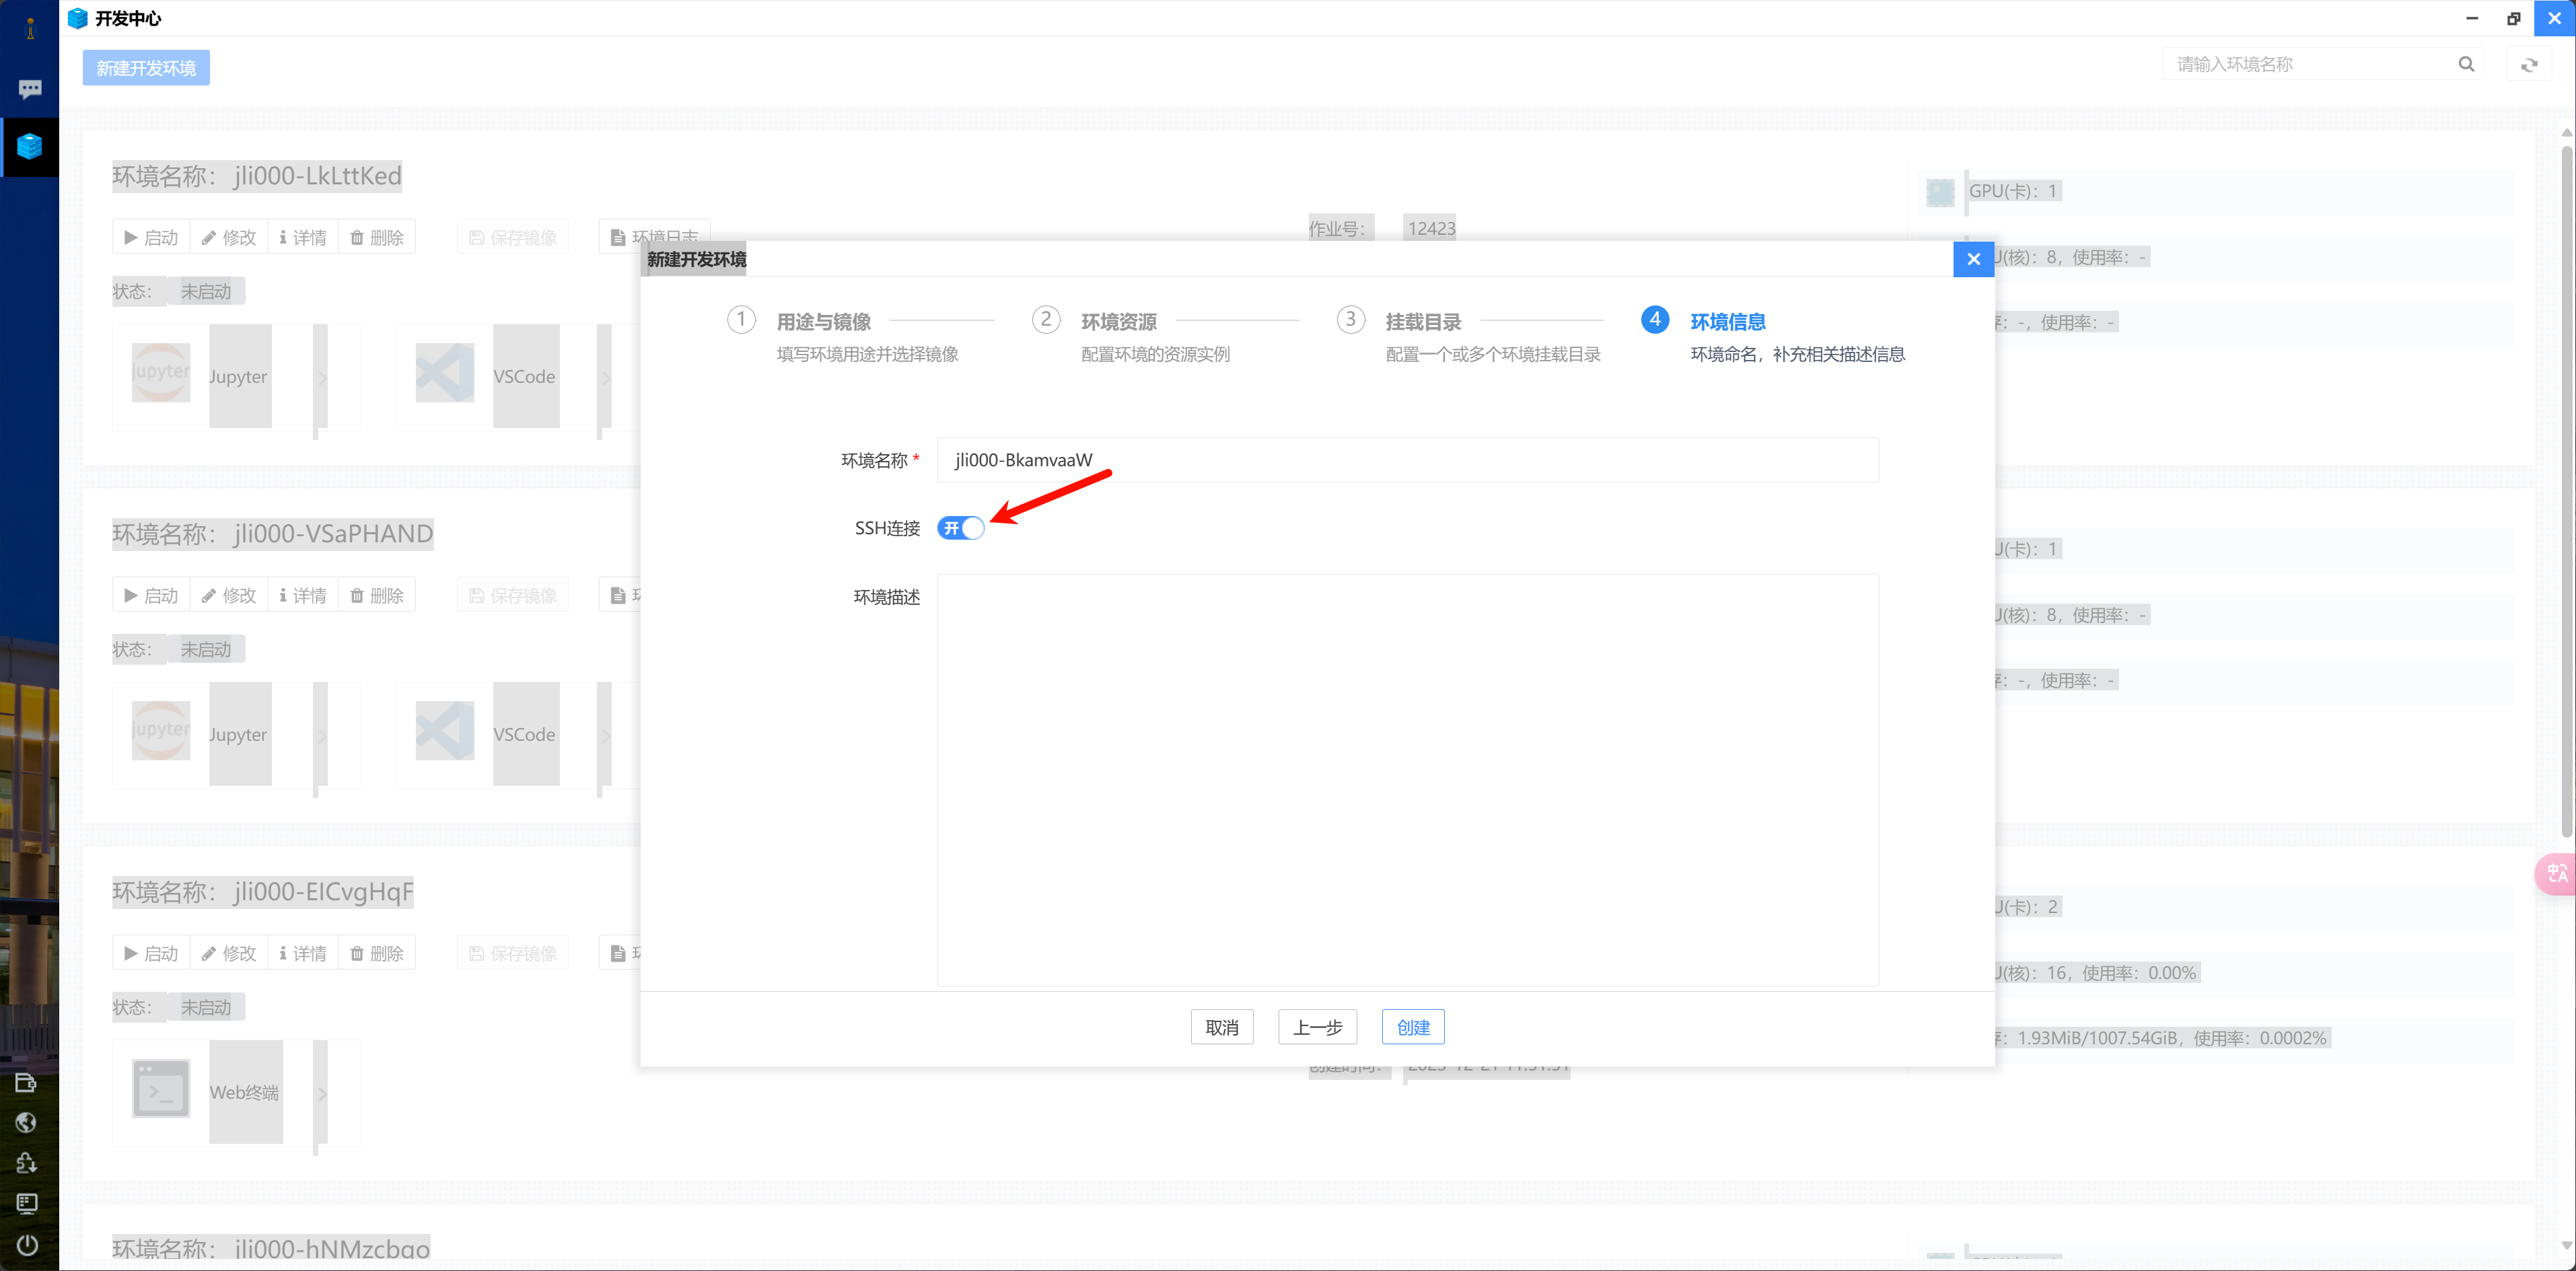 开发中心
新建开发环境
请输入环境名称
环境名称： jli000-LkLttKed
GPU(卡)：1
启动 修改 详情 删除 保存镜像 环境日志
作业号： 12423
(核)：8，使用率：-
状态： 未启动
：-，使用率：-
Jupyter
VSCode
新建开发环境
1 用途与镜像
填写环境用途并选择镜像
2 环境资源
配置环境的资源实例
3 挂载目录
配置一个或多个环境挂载目录
4 环境信息
环境命名，补充相关描述信息
环境名称 * jli000-BkamvaaW
SSH连接 开
环境描述
取消 上一步 创建
环境名称： jli000-VSaPHAND
(卡)：1
启动 修改 详情 删除 保存镜像
(核)：8，使用率：-
状态： 未启动
：-，使用率：-
jupyter Jupyter
VSCode
环境名称： jli000-EICvgHqF
(卡)：2
启动 修改 详情 删除 保存镜像
(核)：16，使用率：0.00%
状态： 未启动
：1.93MiB/1007.54GiB，使用率：0.0002%
创建时间：
Web终端
环境名称： jli000-hNMzcbgo